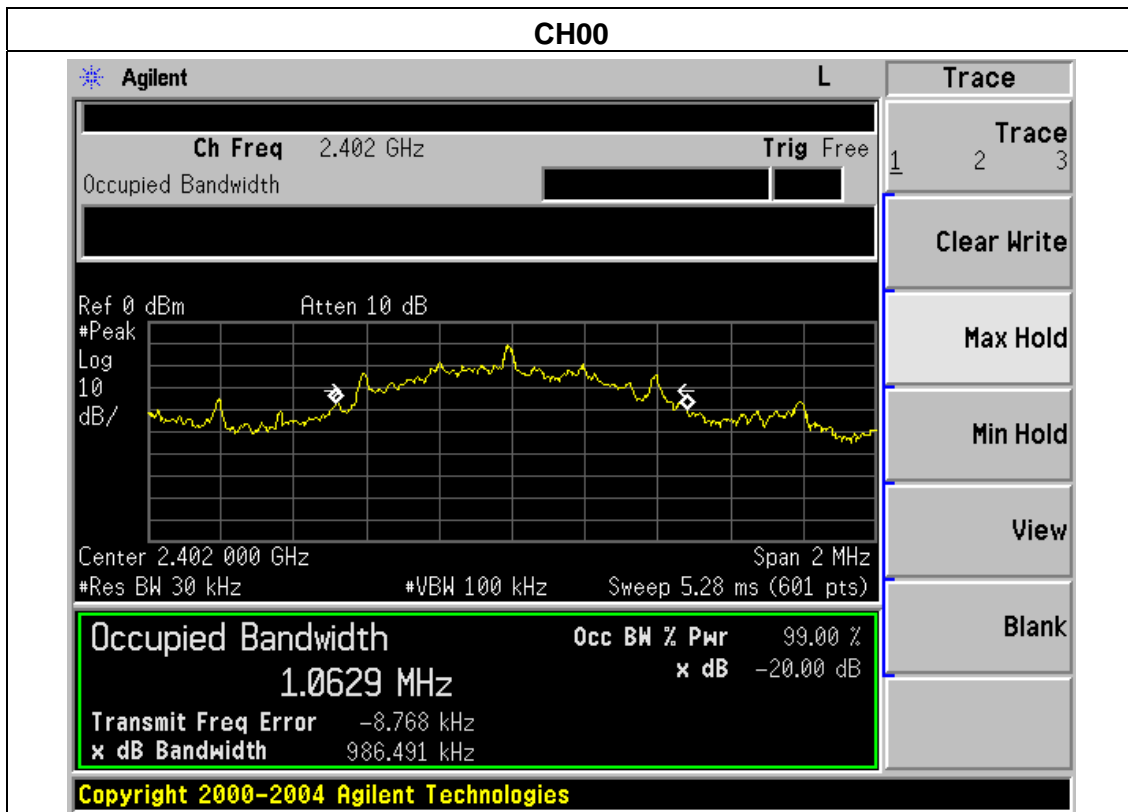 CH00
Agilent L Trace
Ch Freq 2.402 GHz Trig Free
Occupied Bandwidth
Trace
1 2 3
Clear Write
Max Hold
Min Hold
View
Blank
Ref 0 dBm Atten 10 dB
#Peak
Log
10
dB/
Center 2.402 000 GHz Span 2 MHz
#Res BW 30 kHz #VBW 100 kHz Sweep 5.28 ms (601 pts)
Occupied Bandwidth Occ BW % Pwr 99.00 %
1.0629 MHz x dB -20.00 dB
Transmit Freq Error -8.768 kHz
x dB Bandwidth 986.491 kHz
Copyright 2000-2004 Agilent Technologies